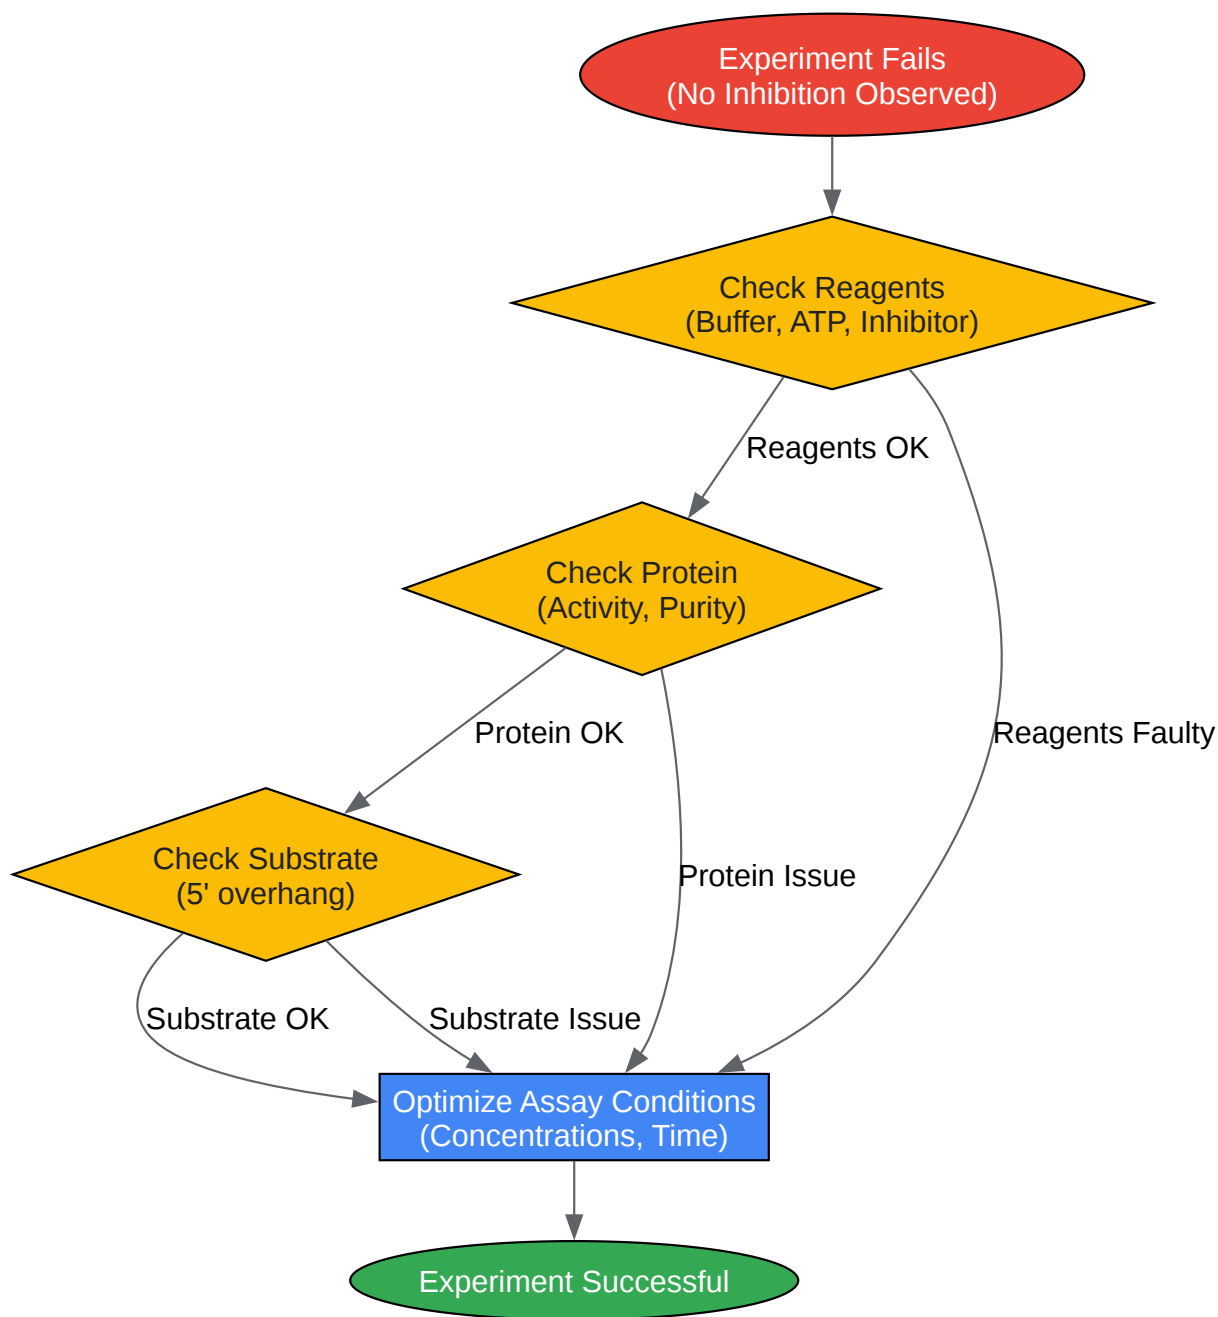 Experiment Fails
(No Inhibition Observed)
Check Reagents
(Buffer, ATP, Inhibitor)
Reagents OK
Check Protein
(Activity, Purity)
Protein OK
Reagents Faulty
Check Substrate
(5' overhang)
Protein Issue
Substrate OK
Substrate Issue
Optimize Assay Conditions
(Concentrations, Time)
Experiment Successful